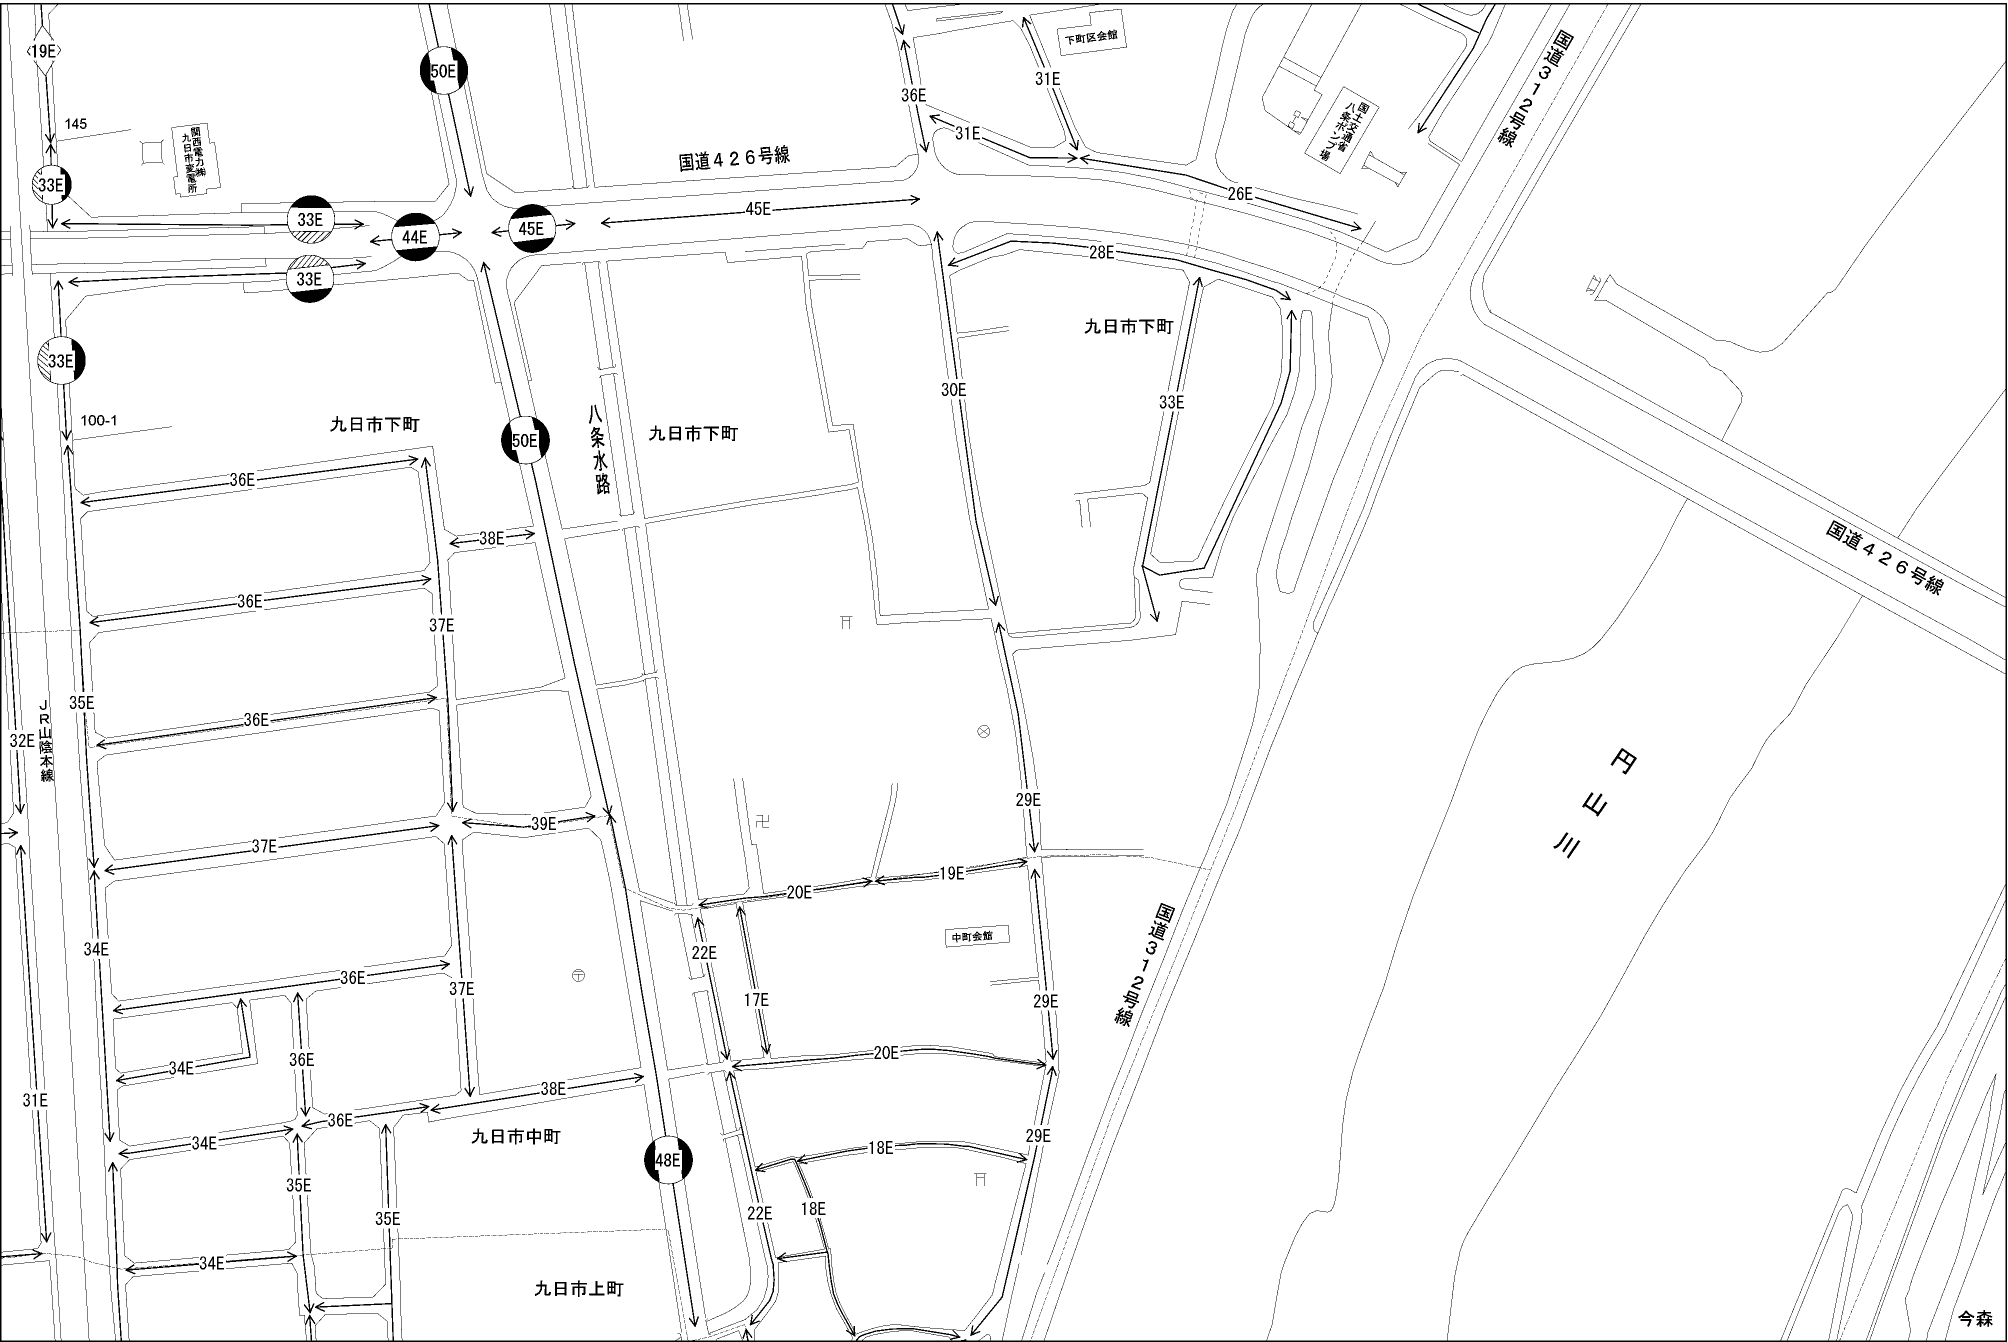 19E
50E
下町区会館
国道312号線
31E
36E
145
関西電力㈱
九日市変電所
国土交通省
八条ポンプ場
31E
国道426号線
33E
26E
45E
33E
44E
45E
28E
33E
九日市下町
33E
30E
33E
100-1
九日市下町
50E
八条水路
九日市下町
36E
38E
国道426号線
36E
37E
35E
36E
32E
JR山陰本線
円山川
29E
39E
37E
20E
19E
国道312号線
34E
22E
中町会館
36E
37E
17E
29E
20E
36E
34E
31E
38E
36E
34E
九日市中町
48E
18E
29E
35E
35E
22E
18E
34E
九日市上町
今森